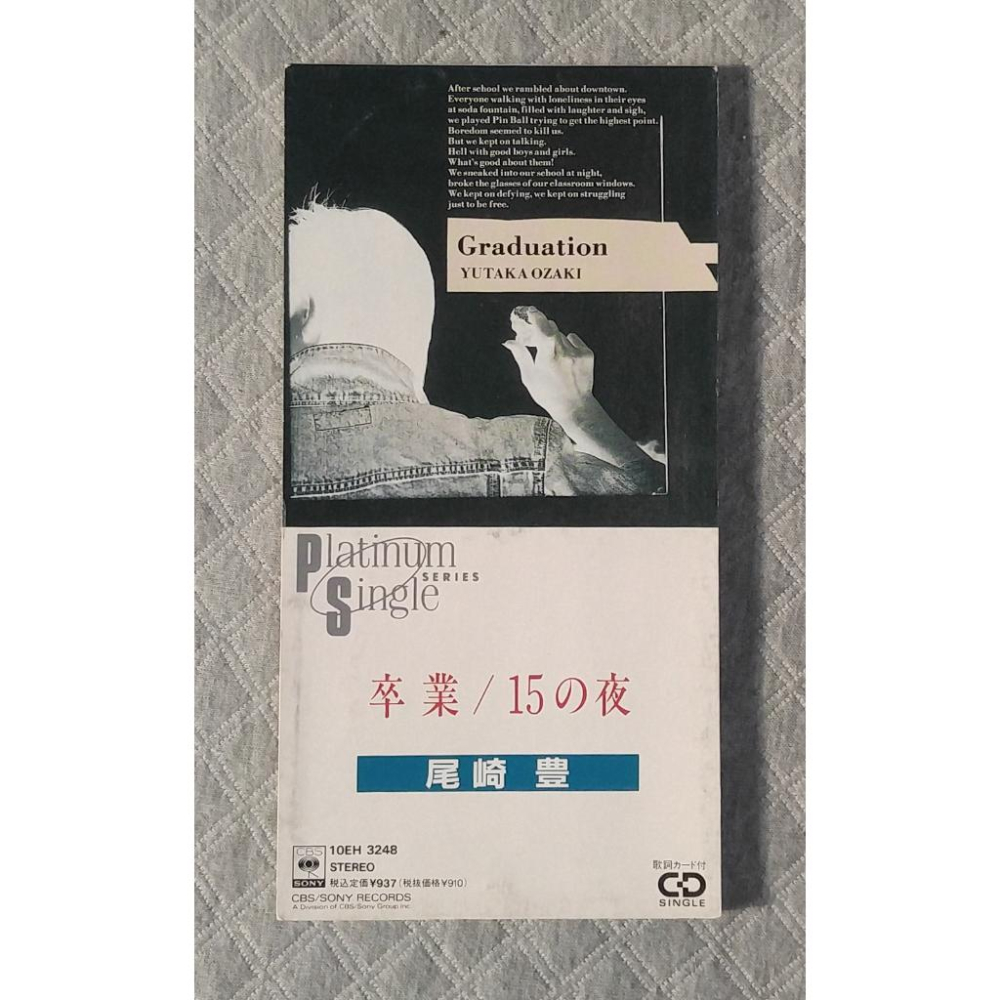 After school we rambled about downtown.
Everyone walking with loneliness in their eyes
at soda fountain, filled with laughter and sigh,
we played Pin Ball trying to get the highest point.
Boredom seemed to kill us.
But we kept on talking.
Hell with good boys and girls.
What's good about them!
We sneaked into our school at night,
broke the glasses of our classroom windows.
We kept on defying, we kept on struggling
just to be free.
Graduation
YUTAKA OZAKI
Platinum
SERIES
Single
卒業/15の夜
尾崎 豊
CBS
SONY
10EH 3248
STEREO
税込定価¥937(税抜価格¥910)
CBS/SONY RECORDS
A Division of CBS/Sony Group Inc.
歌詞カード付
CD
SINGLE